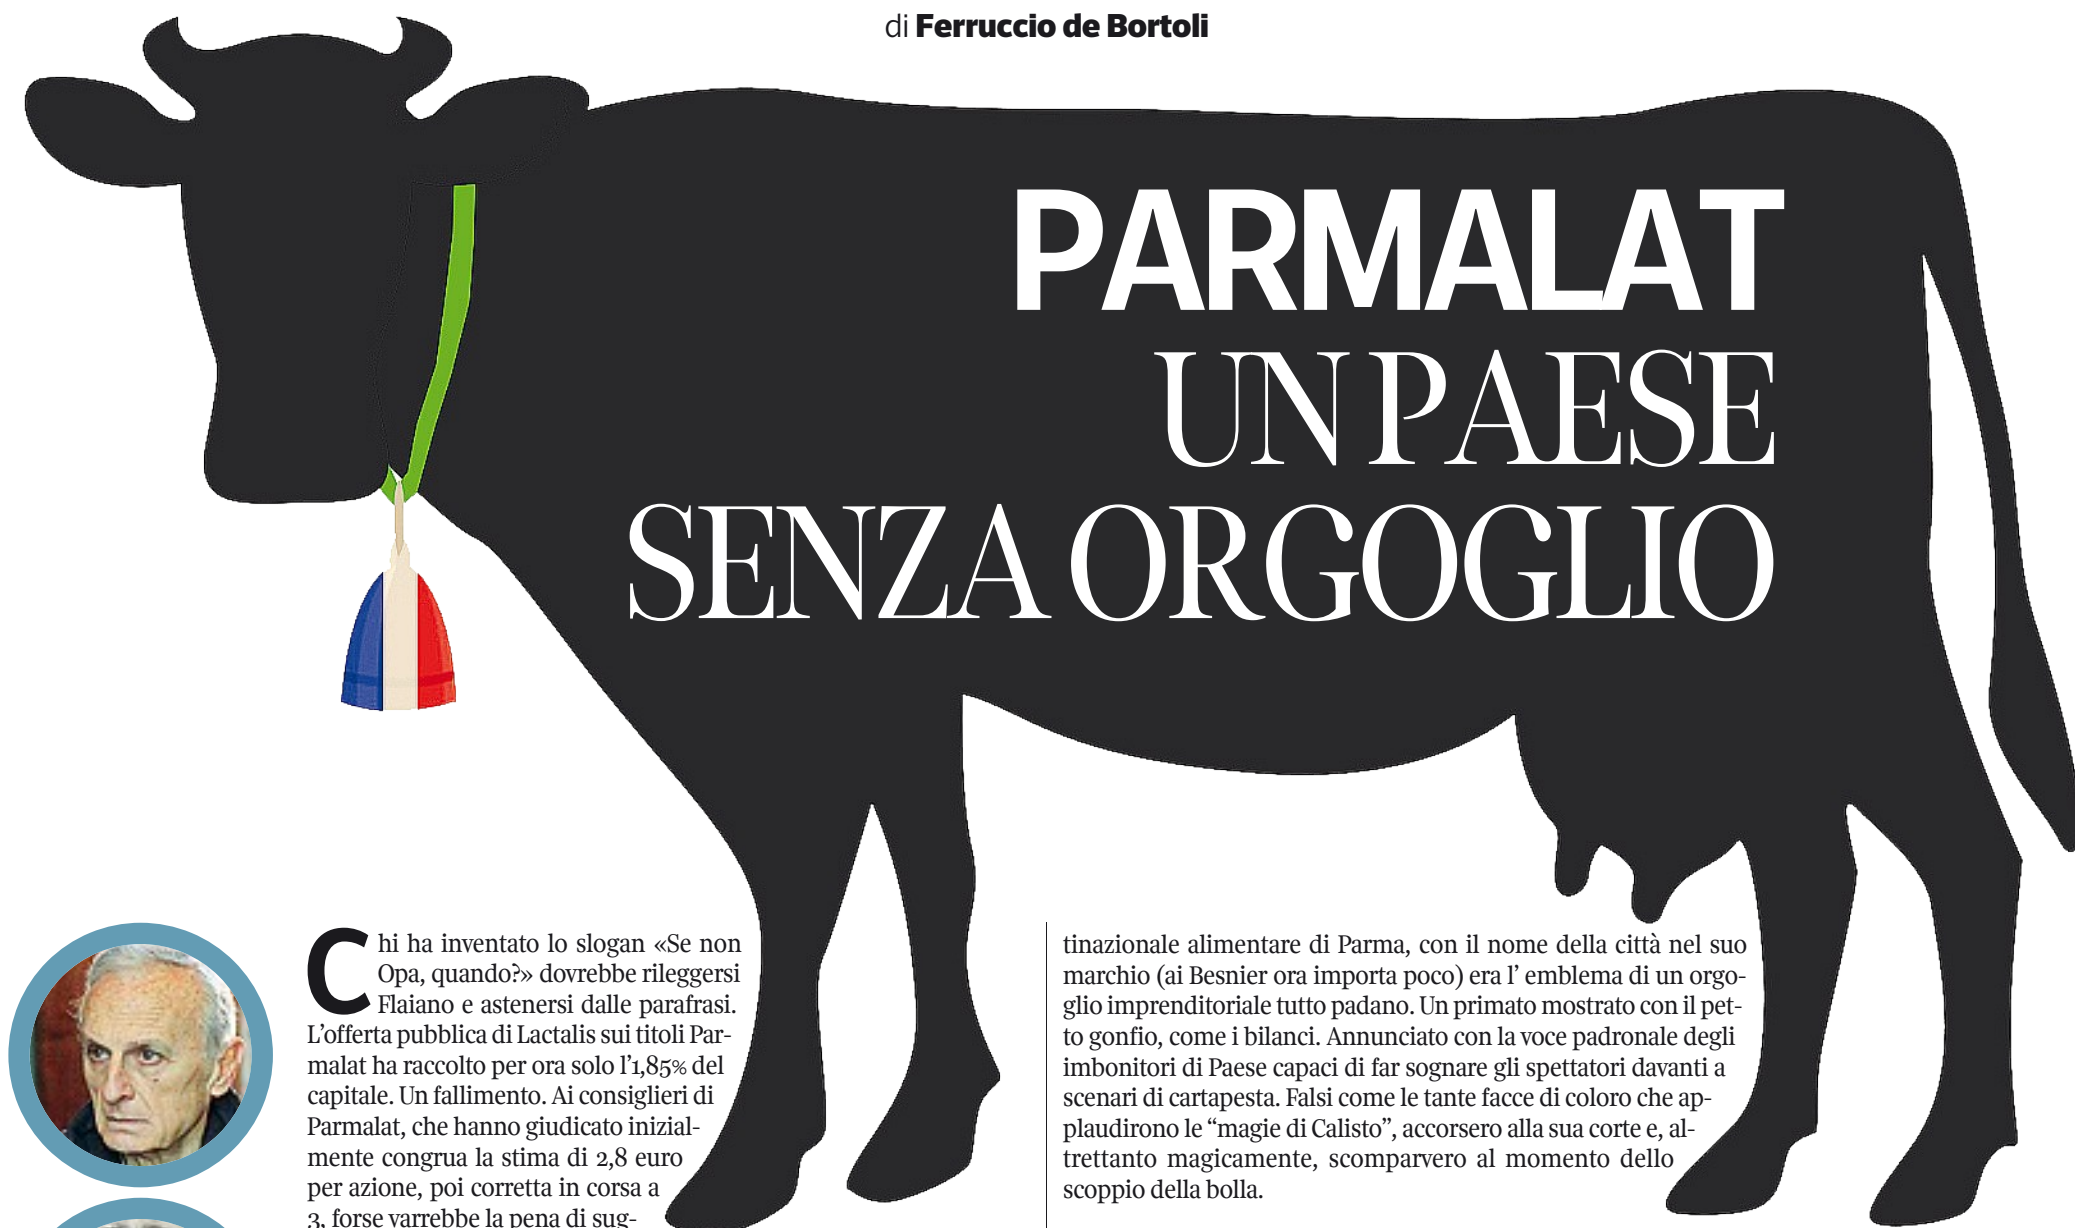 di Ferruccio de Bortoli
PARMALAT
UN PAESE
SENZA ORGOGLIO
Chi ha inventato lo slogan «Se non
Opa, quando?» dovrebbe rileggersi
Flaiano e astenersi dalle parafrasi.
L'offerta pubblica di Lactalis sui titoli Par-
malat ha raccolto per ora solo l'1,85% del
capitale. Un fallimento. Ai consiglieri di
Parmalat, che hanno giudicato inizial-
mente congrua la stima di 2,8 euro
per azione, poi corretta in corsa a
3, forse varrebbe la pena di sug-
tinazionale alimentare di Parma, con il nome della città nel suo
marchio (ai Besnier ora importa poco) era l' emblema di un orgo-
glio imprenditoriale tutto padano. Un primato mostrato con il pet-
to gonfio, come i bilanci. Annunciato con la voce padronale degli
imbonitori di Paese capaci di far sognare gli spettatori davanti a
scenari di cartapesta. Falsi come le tante facce di coloro che ap-
plaudirono le “magie di Calisto”, accorsero alla sua corte e, al-
trettanto magicamente, scomparvero al momento dello
scoppio della bolla.